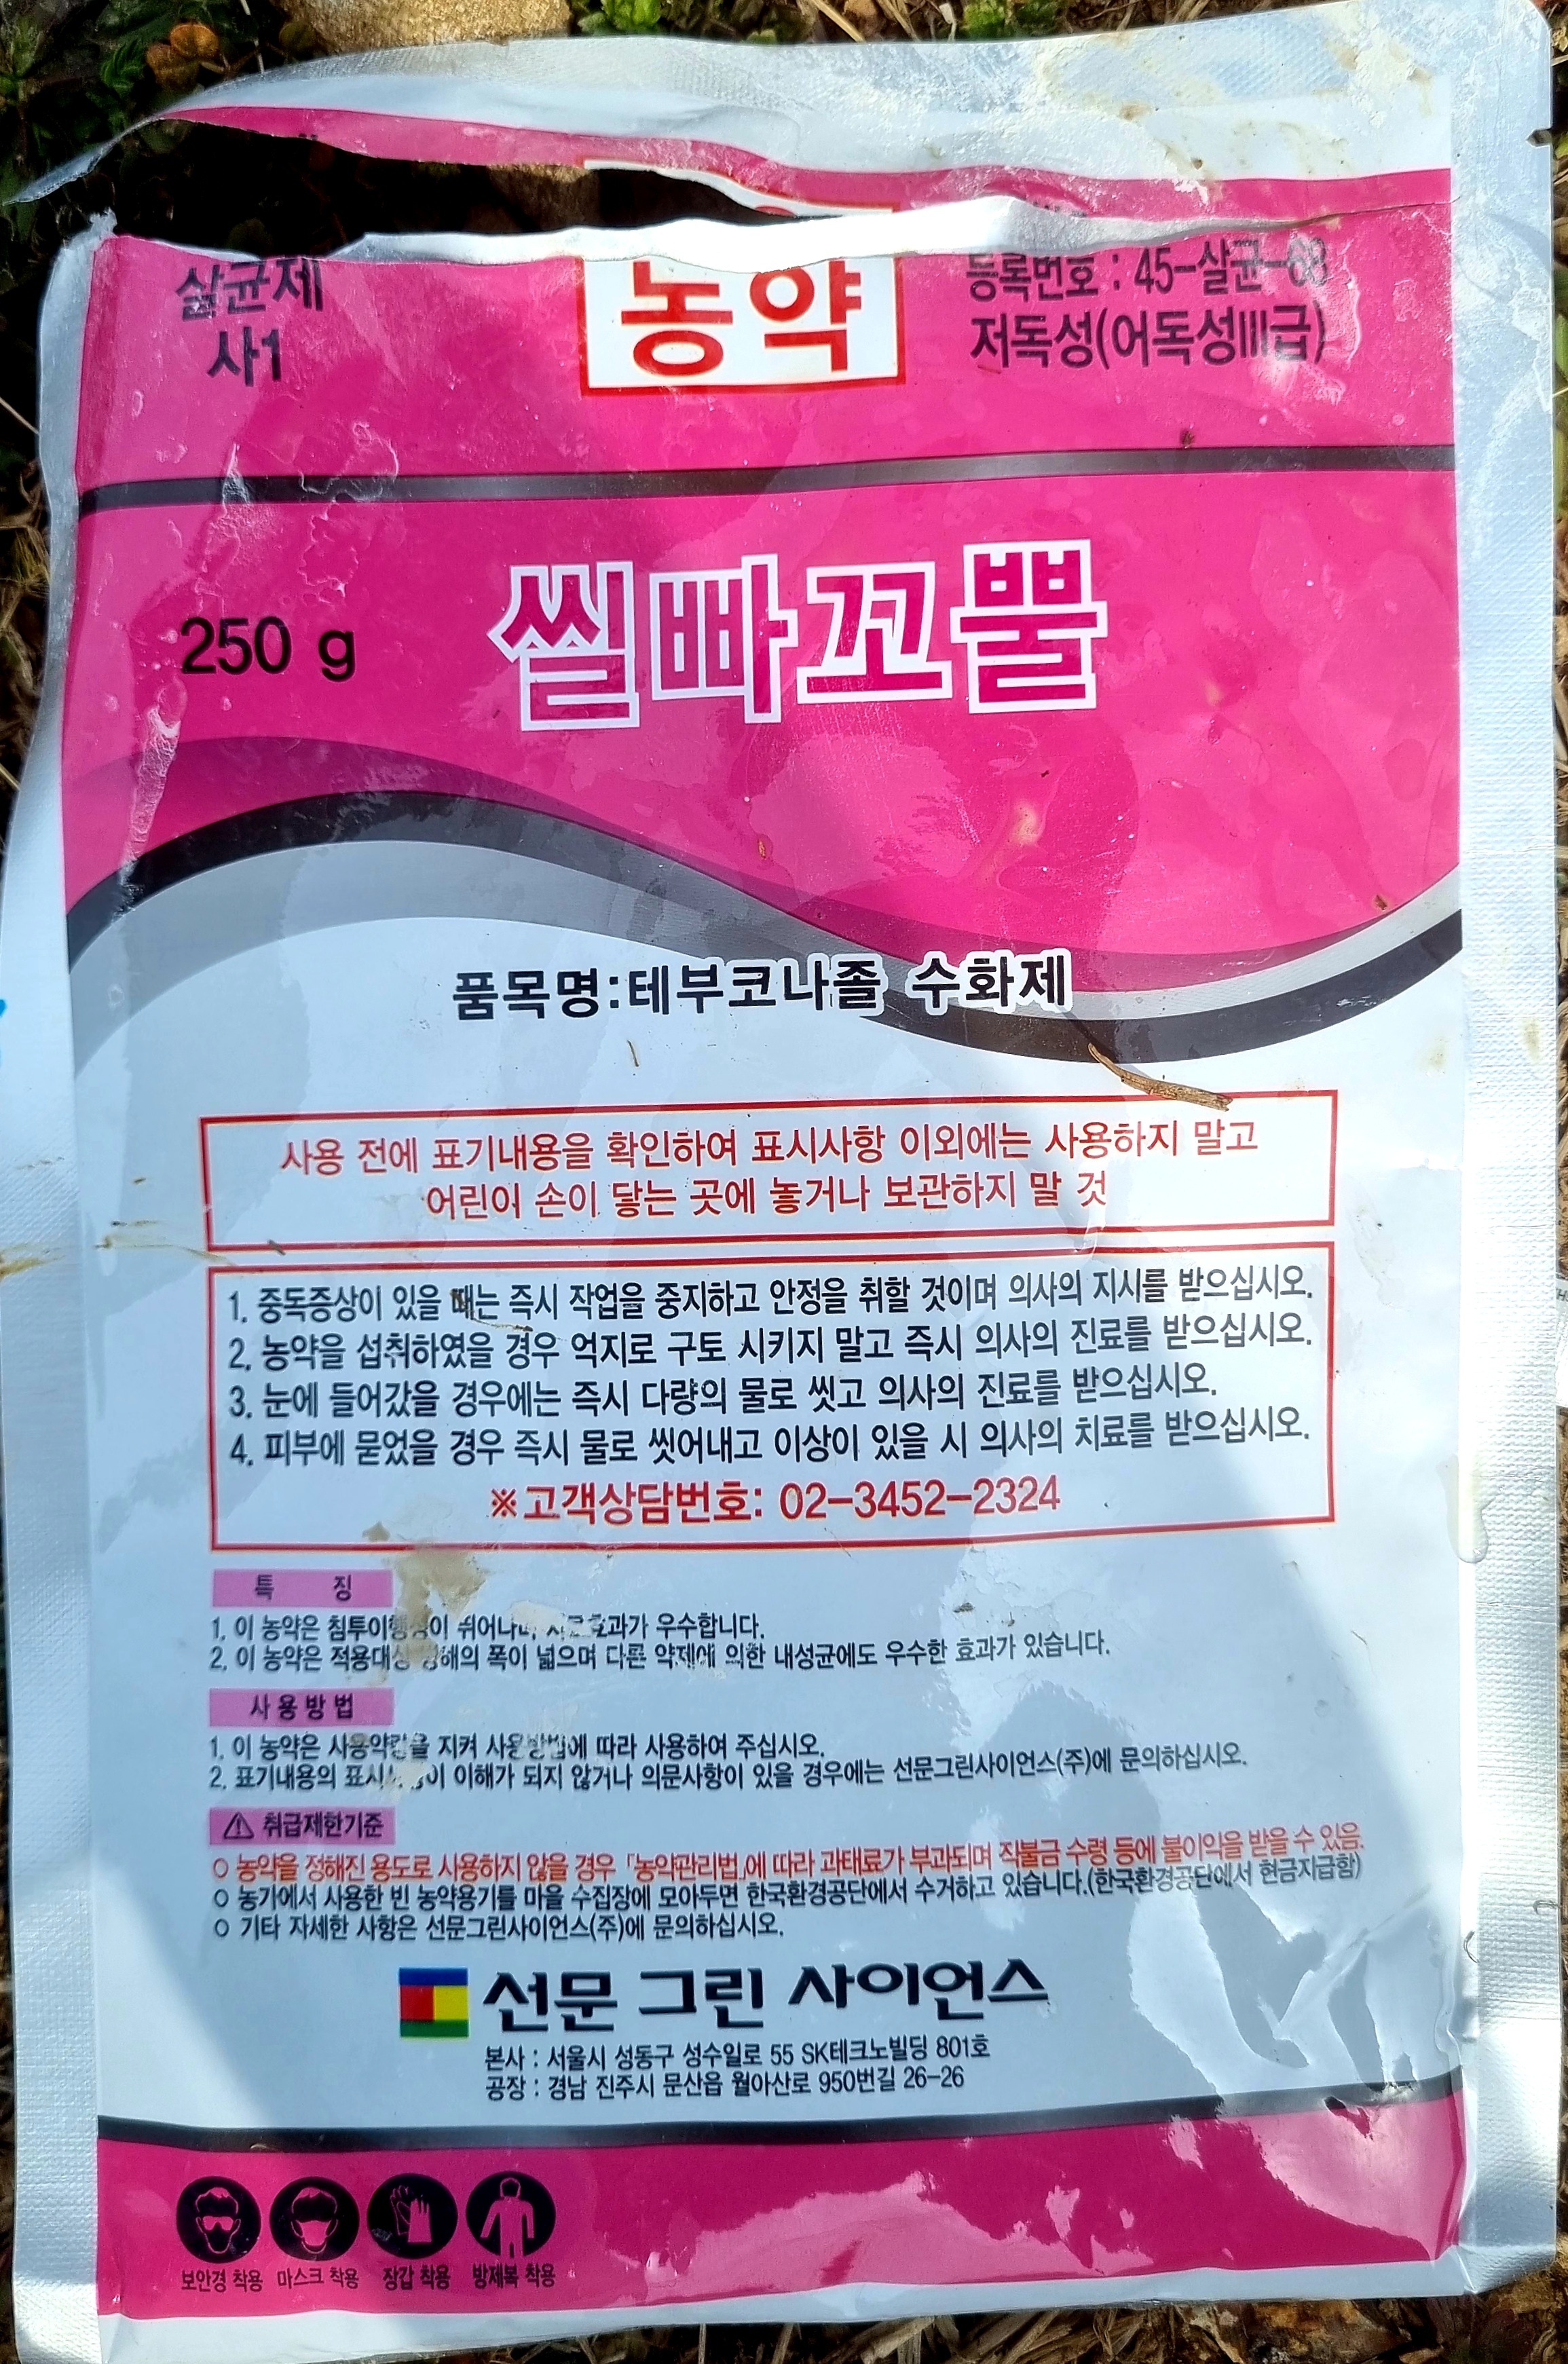 살균제
농약
등록번호 : 45-살균-68
사1
저독성(어독성Ⅲ급)
250 g
씰빠꼬뿔
품목명:테부코나졸 수화제
사용 전에 표기내용을 확인하여 표시사항 이외에는 사용하지 말고
어린이 손이 닿는 곳에 놓거나 보관하지 말 것
1. 중독증상이 있을 때는 즉시 작업을 중지하고 안정을 취할 것이며 의사의 지시를 받으십시오.
2. 농약을 섭취하였을 경우 억지로 구토 시키지 말고 즉시 의사의 진료를 받으십시오.
3. 눈에 들어갔을 경우에는 즉시 다량의 물로 씻고 의사의 진료를 받으십시오.
4. 피부에 묻었을 경우 즉시 물로 씻어내고 이상이 있을 시 의사의 치료를 받으십시오.
※고객상담번호: 02-3452-2324
특 징
1. 이 농약은 침투이행성이 뛰어나며 우수합니다.
2. 이 농약은 적용대상 병해의 폭이 넓으며 다른 약제에 의한 내성균에도 우수한 효과가 있습니다.
사용방법
1. 이 농약은 사용약량을 지켜 사용방법에 따라 사용하여 주십시오.
2. 표기내용의 표시사항이 이해가 되지 않거나 의문사항이 있을 경우에는 선문그린사이언스(주)에 문의하십시오.
⚠ 취급제한기준
○ 농약을 정해진 용도로 사용하지 않을 경우 「농약관리법」에 따라 과태료가 부과되며 직불금 수령 등에 불이익을 받을 수 있음.
○ 농가에서 사용한 빈 농약용기를 마을 수집장에 모아두면 한국환경공단에서 수거하고 있습니다.(한국환경공단에서 현금지급함)
○ 기타 자세한 사항은 선문그린사이언스(주)에 문의하십시오.
선문 그린 사이언스
본사 : 서울시 성동구 성수일로 55 SK테크노빌딩 801호
공장 : 경남 진주시 문산읍 월아산로 950번길 26-26
보안경 착용 마스크 착용 장갑 착용 방제복 착용